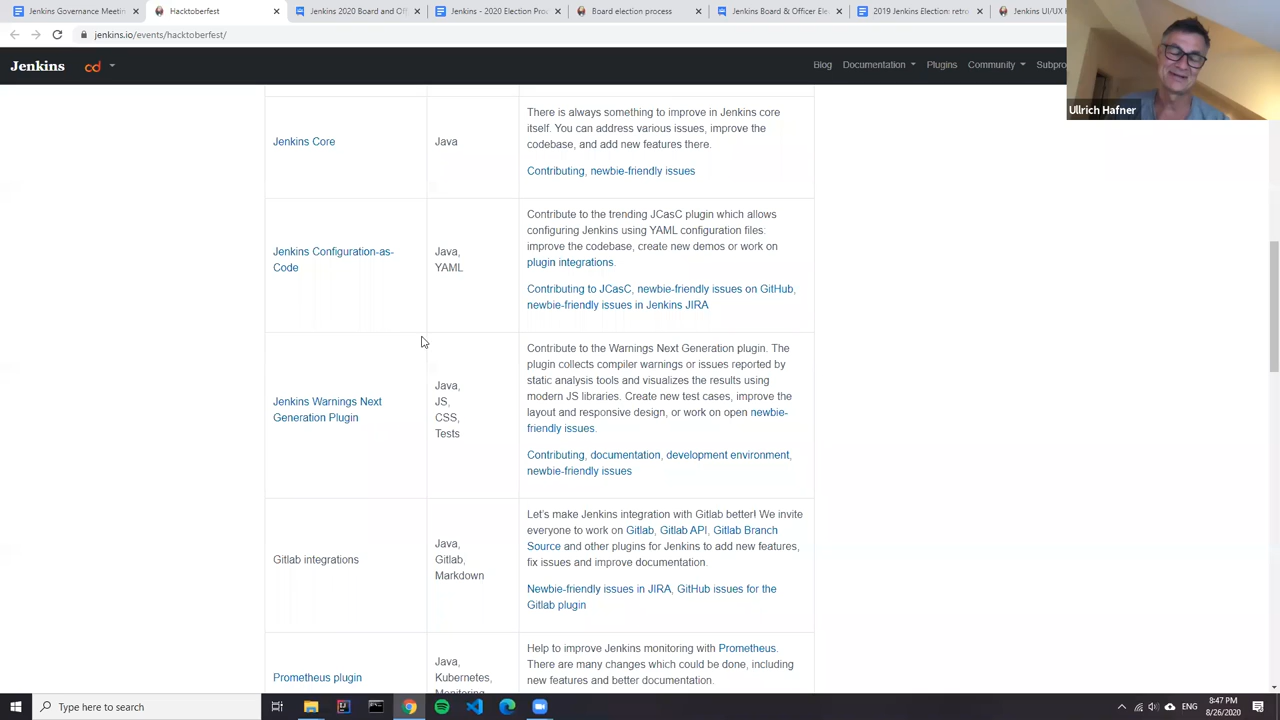 Jenkins Governance Meetin
Hacktoberfest
Jenkins 2020 Board and Of
Jenkins - 2020 Election Pro
Board election process
Jenkins Board & Officer Ele
2019 Jenkins Election: retro
Jenkins UI/UX H
jenkins.io/events/hacktoberfest/
Jenkins
cd
Blog
Documentation
Plugins
Community
Subpro
Ullrich Hafner
Jenkins Core
Java
There is always something to improve in Jenkins core
itself. You can address various issues, improve the
codebase, and add new features there.
Contributing, newbie-friendly issues
Jenkins Configuration-as-
Code
Java,
YAML
Contribute to the trending JCasC plugin which allows
configuring Jenkins using YAML configuration files:
improve the codebase, create new demos or work on
plugin integrations.
Contributing to JCasC, newbie-friendly issues on GitHub,
newbie-friendly issues in Jenkins JIRA
Jenkins Warnings Next
Generation Plugin
Java,
JS,
CSS,
Tests
Contribute to the Warnings Next Generation plugin. The
plugin collects compiler warnings or issues reported by
static analysis tools and visualizes the results using
modern JS libraries. Create new test cases, improve the
layout and responsive design, or work on open newbie-
friendly issues.
Contributing, documentation, development environment,
newbie-friendly issues
Gitlab integrations
Java,
Gitlab,
Markdown
Let's make Jenkins integration with Gitlab better! We invite
everyone to work on Gitlab, Gitlab API, Gitlab Branch
Source and other plugins for Jenkins to add new features,
fix issues and improve documentation.
Newbie-friendly issues in JIRA, GitHub issues for the
Gitlab plugin
Prometheus plugin
Java,
Kubernetes,
Monitoring
Help to improve Jenkins monitoring with Prometheus.
There are many changes which could be done, including
new features and better documentation.
Type here to search
ENG
8:47 PM
8/26/2020